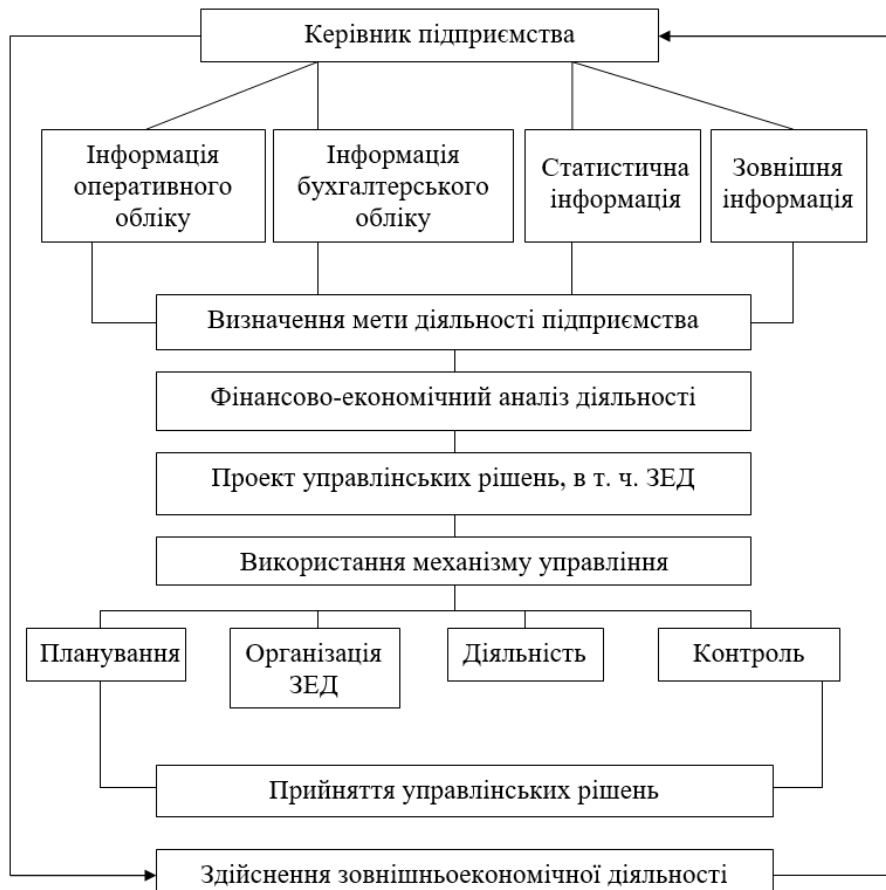 Керівник підприємства
Інформація
оперативного
обліку
Інформація
бухгалтерського
обліку
Статистична
інформація
Зовнішня
інформація
Визначення мети діяльності підприємства
Фінансово-економічний аналіз діяльності
Проект управлінських рішень, в т. ч. ЗЕД
Використання механізму управління
Планування
Організація
ЗЕД
Діяльність
Контроль
Прийняття управлінських рішень
Здійснення зовнішньоекономічної діяльності